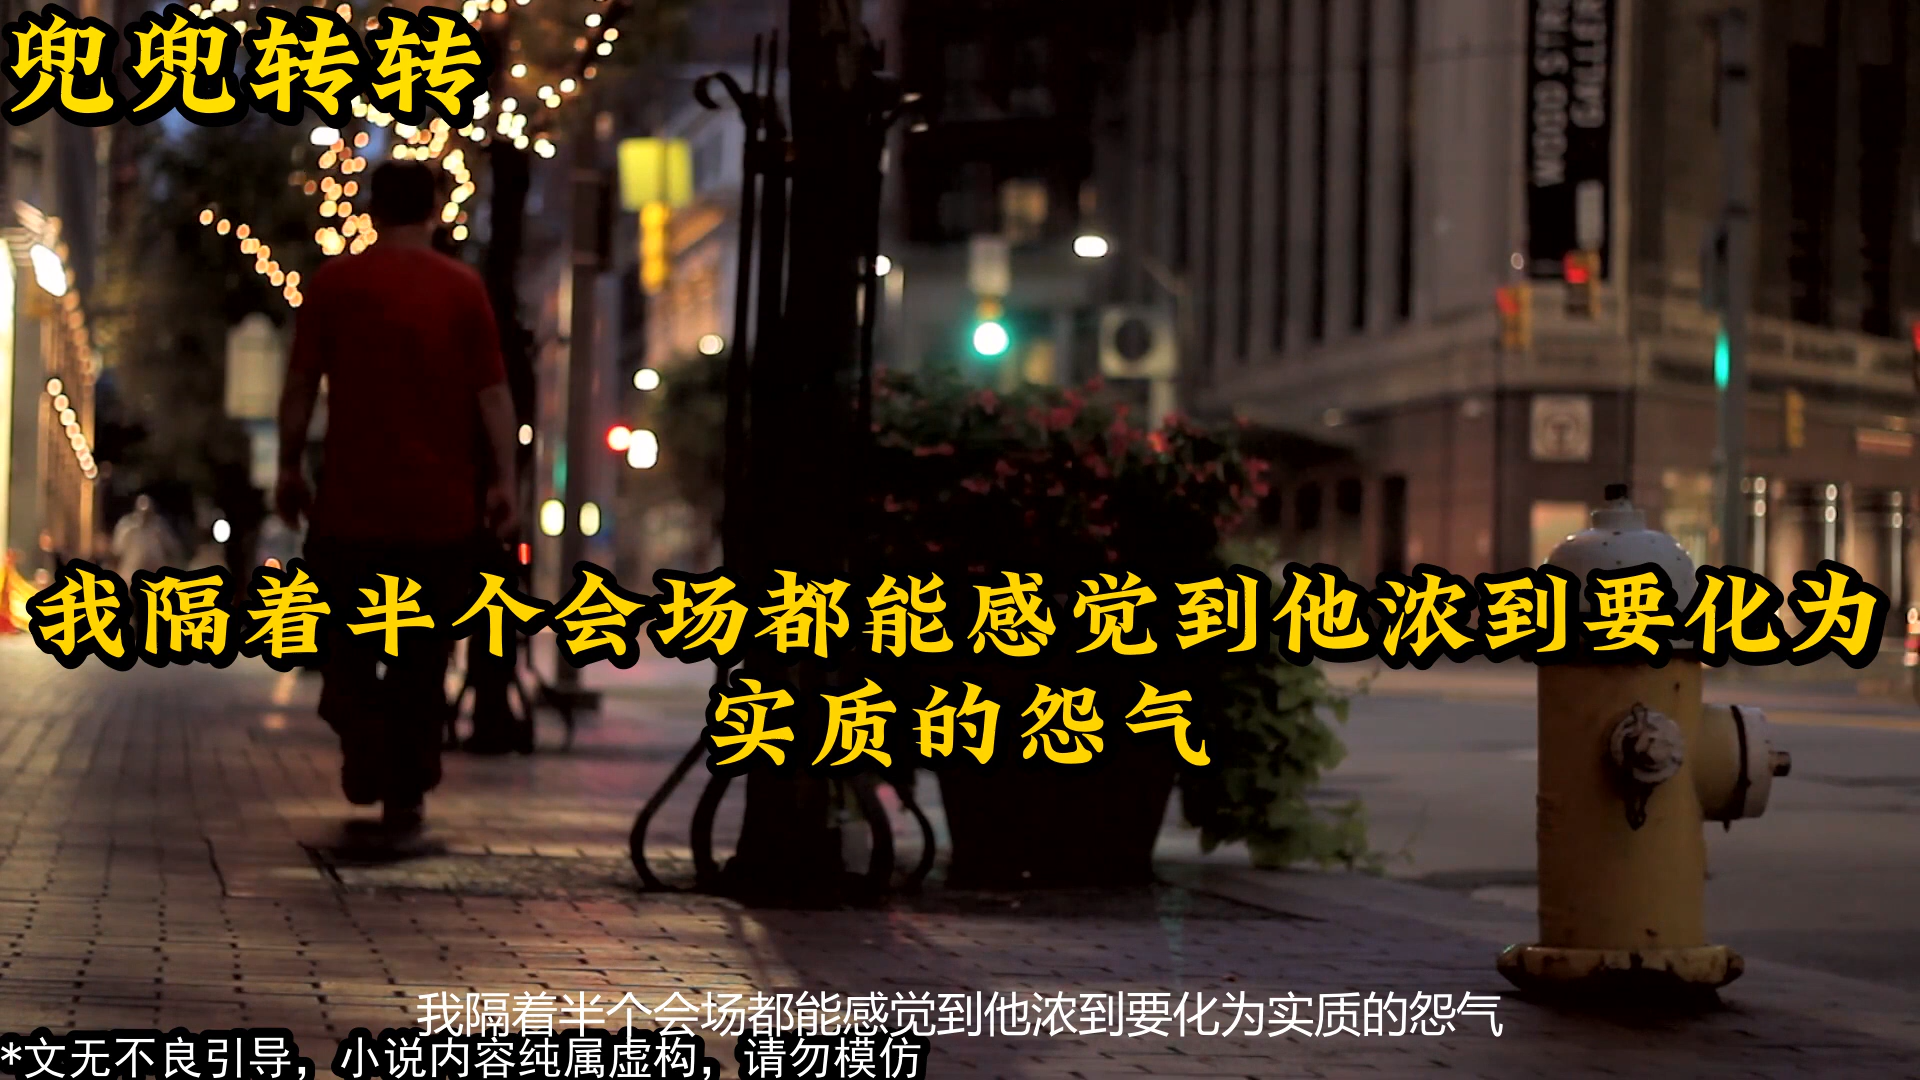 兜兜转转
WOOD STR
GALLER
我隔着半个会场都能感觉到他浓到要化为
实质的怨气
我隔着半个会场都能感觉到他浓到要化为实质的怨气
*文无不良引导，小说内容纯属虚构，请勿模仿